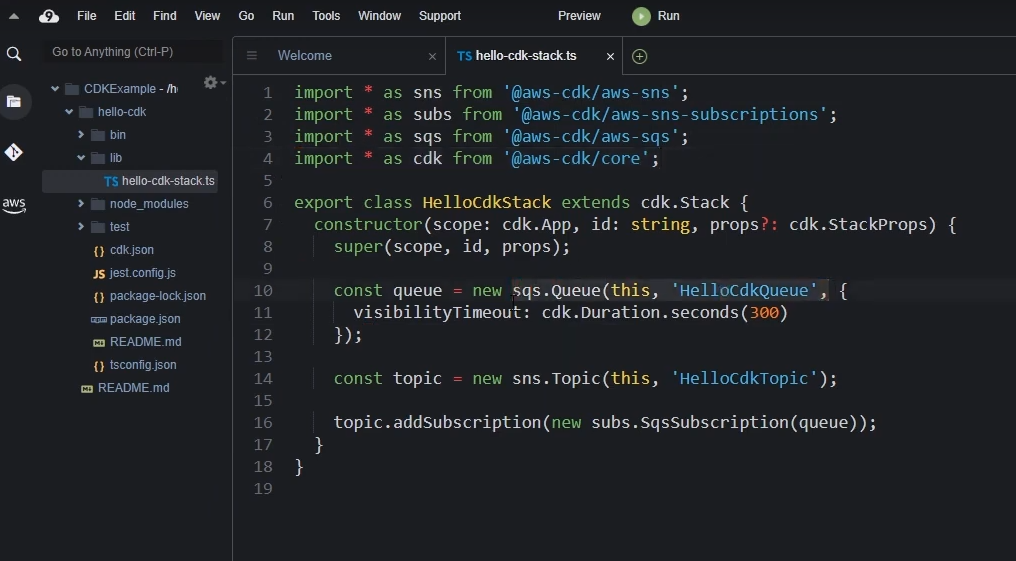 File Edit Find View Go Run Tools Window Support Preview Run
Go to Anything (Ctrl-P)
Welcome
TS hello-cdk-stack.ts
CDKExample - /h
hello-cdk
bin
lib
TS hello-cdk-stack.ts
node_modules
test
{} cdk.json
JS jest.config.js
{} package-lock.json
npm package.json
M↓ README.md
{} tsconfig.json
M↓ README.md
9
aws
1 import * as sns from '@aws-cdk/aws-sns';
2 import * as subs from '@aws-cdk/aws-sns-subscriptions';
3 import * as sqs from '@aws-cdk/aws-sqs';
4 import * as cdk from '@aws-cdk/core';
5
6 export class HelloCdkStack extends cdk.Stack {
7 constructor(scope: cdk.App, id: string, props?: cdk.StackProps) {
8 super(scope, id, props);
9
10 const queue = new sqs.Queue(this, 'HelloCdkQueue', {
11 visibilityTimeout: cdk.Duration.seconds(300)
12 });
13
14 const topic = new sns.Topic(this, 'HelloCdkTopic');
15
16 topic.addSubscription(new subs.SqsSubscription(queue));
17 }
18 }
19